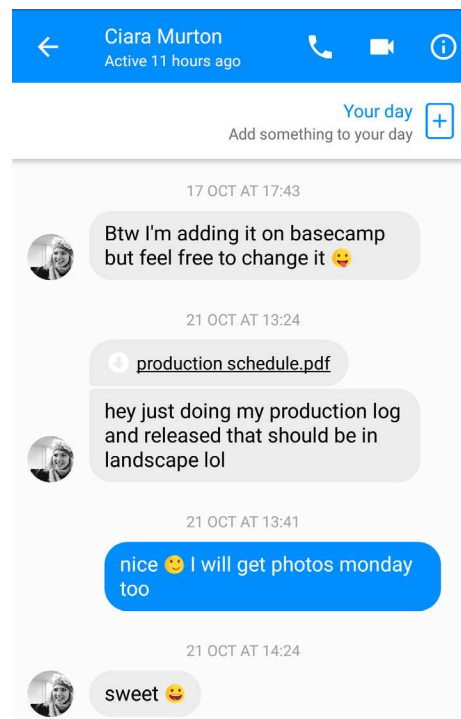 Ciara Murton
Active 11 hours ago
Your day
Add something to your day
17 OCT AT 17:43
Btw I'm adding it on basecamp
but feel free to change it 😜
21 OCT AT 13:24
production schedule.pdf
hey just doing my production log
and released that should be in
landscape lol
21 OCT AT 13:41
nice 🙂 I will get photos monday
too
21 OCT AT 14:24
sweet 😀